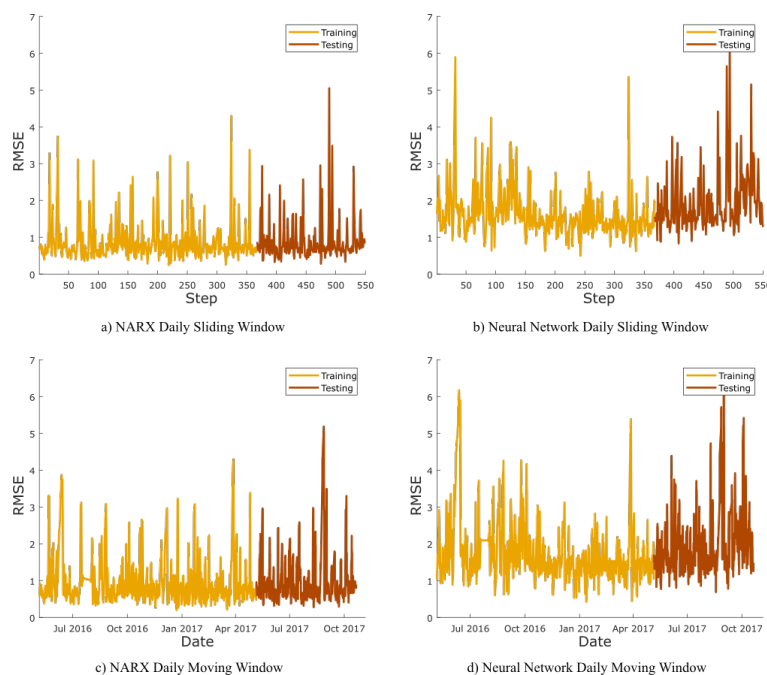 7
6
5
4
3
2
1
0
RMSE
Training
Testing
50 100 150 200 250 300 350 400 450 500 550
Step
a) NARX Daily Sliding Window
7
6
5
4
3
2
1
0
RMSE
Training
Testing
50 100 150 200 250 300 350 400 450 500 550
Step
b) Neural Network Daily Sliding Window
7
6
5
4
3
2
1
0
RMSE
Training
Testing
Jul 2016 Oct 2016 Jan 2017 Apr 2017 Jul 2017 Oct 2017
Date
c) NARX Daily Moving Window
7
6
5
4
3
2
1
0
RMSE
Training
Testing
Jul 2016 Oct 2016 Jan 2017 Apr 2017 Jul 2017 Oct 2017
Date
d) Neural Network Daily Moving Window